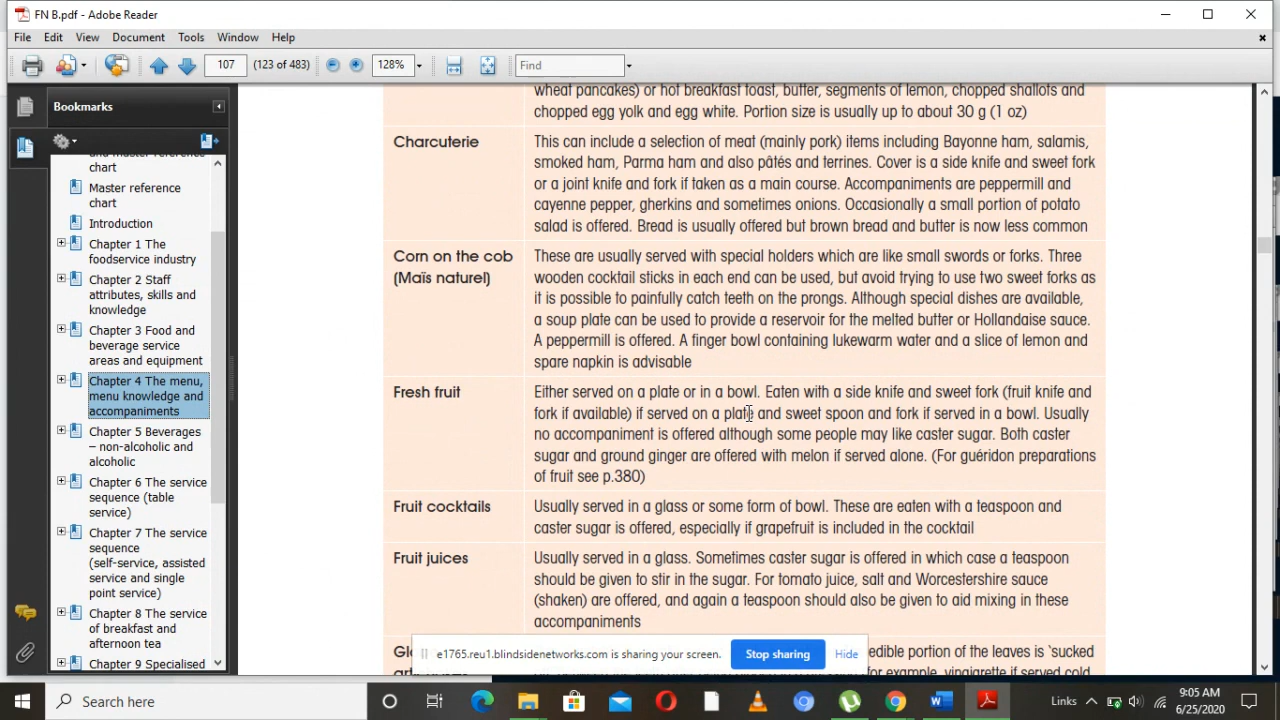 FN B.pdf - Adobe Reader
File Edit View Document Tools Window Help
107 (123 of 483) 128% Find
Bookmarks
and master reference
chart
Master reference
chart
Introduction
Chapter 1 The
foodservice industry
Chapter 2 Staff
attributes, skills and
knowledge
Chapter 3 Food and
beverage service
areas and equipment
Chapter 4 The menu,
menu knowledge and
accompaniments
Chapter 5 Beverages
– non-alcoholic and
alcoholic
Chapter 6 The service
sequence (table
service)
Chapter 7 The service
sequence
(self-service, assisted
service and single
point service)
Chapter 8 The service
of breakfast and
afternoon tea
Chapter 9 Specialised
wheat pancakes) or hot breakfast toast, butter, segments of lemon, chopped shallots and
chopped egg yolk and egg white. Portion size is usually up to about 30 g (1 oz)
Charcuterie
This can include a selection of meat (mainly pork) items including Bayonne ham, salamis,
smoked ham, Parma ham and also pâtés and terrines. Cover is a side knife and sweet fork
or a joint knife and fork if taken as a main course. Accompaniments are peppermill and
cayenne pepper, gherkins and sometimes onions. Occasionally a small portion of potato
salad is offered. Bread is usually offered but brown bread and butter is now less common
Corn on the cob
(Maïs naturel)
These are usually served with special holders which are like small swords or forks. Three
wooden cocktail sticks in each end can be used, but avoid trying to use two sweet forks as
it is possible to painfully catch teeth on the prongs. Although special dishes are available,
a soup plate can be used to provide a reservoir for the melted butter or Hollandaise sauce.
A peppermill is offered. A finger bowl containing lukewarm water and a slice of lemon and
spare napkin is advisable
Fresh fruit
Either served on a plate or in a bowl. Eaten with a side knife and sweet fork (fruit knife and
fork if available) if served on a plate and sweet spoon and fork if served in a bowl. Usually
no accompaniment is offered although some people may like caster sugar. Both caster
sugar and ground ginger are offered with melon if served alone. (For guéridon preparations
of fruit see p.380)
Fruit cocktails
Usually served in a glass or some form of bowl. These are eaten with a teaspoon and
caster sugar is offered, especially if grapefruit is included in the cocktail
Fruit juices
Usually served in a glass. Sometimes caster sugar is offered in which case a teaspoon
should be given to stir in the sugar. For tomato juice, salt and Worcestershire sauce
(shaken) are offered, and again a teaspoon should also be given to aid mixing in these
accompaniments
edible portion of the leaves is 'sucked
for example, vinaigrette if served cold
e1765.reu1.blindsidenetworks.com is sharing your screen. Stop sharing Hide
Search here
Links
9:05 AM
6/25/2020